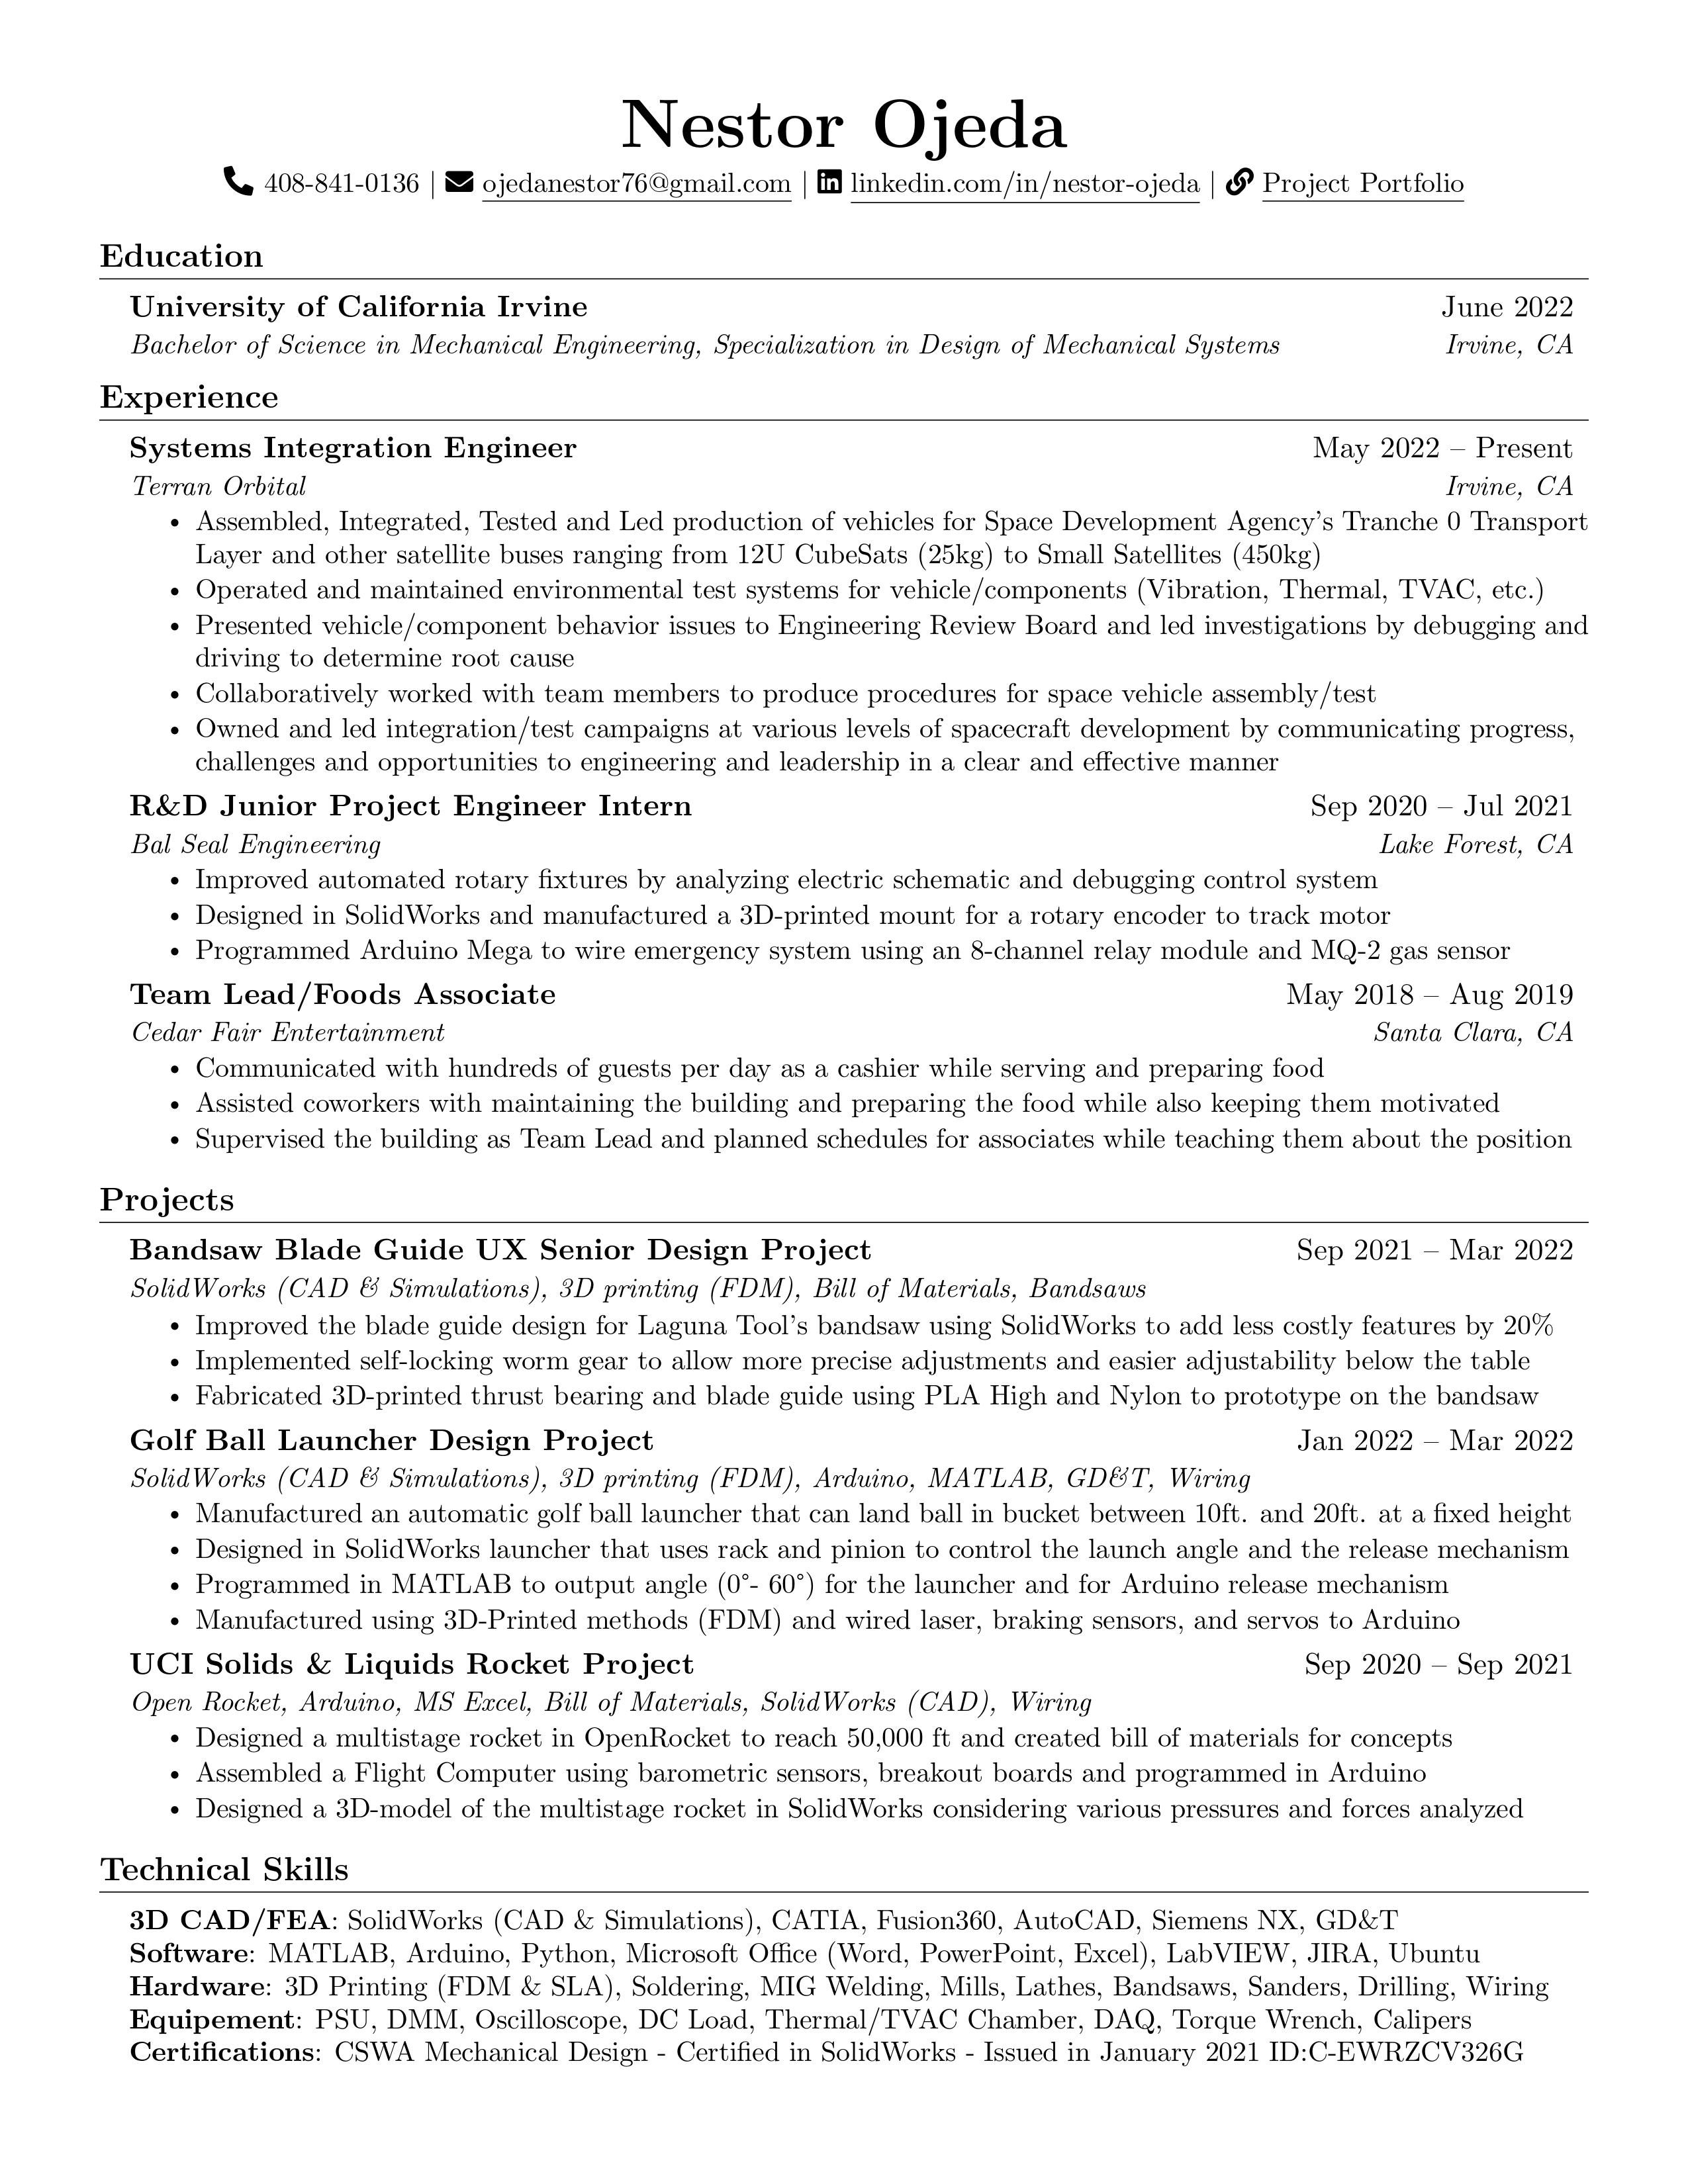 Nestor Ojeda
408-841-0136 | ojedanestor76@gmail.com | linkedin.com/in/nestor-ojeda | Project Portfolio
Education
University of California Irvine June 2022
Bachelor of Science in Mechanical Engineering, Specialization in Design of Mechanical Systems Irvine, CA
Experience
Systems Integration Engineer May 2022 – Present
Terran Orbital Irvine, CA
• Assembled, Integrated, Tested and Led production of vehicles for Space Development Agency's Tranche 0 Transport
Layer and other satellite buses ranging from 12U CubeSats (25kg) to Small Satellites (450kg)
• Operated and maintained environmental test systems for vehicle/components (Vibration, Thermal, TVAC, etc.)
• Presented vehicle/component behavior issues to Engineering Review Board and led investigations by debugging and
driving to determine root cause
• Collaboratively worked with team members to produce procedures for space vehicle assembly/test
• Owned and led integration/test campaigns at various levels of spacecraft development by communicating progress,
challenges and opportunities to engineering and leadership in a clear and effective manner
R&D Junior Project Engineer Intern Sep 2020 – Jul 2021
Bal Seal Engineering Lake Forest, CA
• Improved automated rotary fixtures by analyzing electric schematic and debugging control system
• Designed in SolidWorks and manufactured a 3D-printed mount for a rotary encoder to track motor
• Programmed Arduino Mega to wire emergency system using an 8-channel relay module and MQ-2 gas sensor
Team Lead/Foods Associate May 2018 – Aug 2019
Cedar Fair Entertainment Santa Clara, CA
• Communicated with hundreds of guests per day as a cashier while serving and preparing food
• Assisted coworkers with maintaining the building and preparing the food while also keeping them motivated
• Supervised the building as Team Lead and planned schedules for associates while teaching them about the position
Projects
Bandsaw Blade Guide UX Senior Design Project Sep 2021 – Mar 2022
SolidWorks (CAD & Simulations), 3D printing (FDM), Bill of Materials, Bandsaws
• Improved the blade guide design for Laguna Tool's bandsaw using SolidWorks to add less costly features by 20%
• Implemented self-locking worm gear to allow more precise adjustments and easier adjustability below the table
• Fabricated 3D-printed thrust bearing and blade guide using PLA High and Nylon to prototype on the bandsaw
Golf Ball Launcher Design Project Jan 2022 – Mar 2022
SolidWorks (CAD & Simulations), 3D printing (FDM), Arduino, MATLAB, GD&T, Wiring
• Manufactured an automatic golf ball launcher that can land ball in bucket between 10ft. and 20ft. at a fixed height
• Designed in SolidWorks launcher that uses rack and pinion to control the launch angle and the release mechanism
• Programmed in MATLAB to output angle (0°- 60°) for the launcher and for Arduino release mechanism
• Manufactured using 3D-Printed methods (FDM) and wired laser, braking sensors, and servos to Arduino
UCI Solids & Liquids Rocket Project Sep 2020 – Sep 2021
Open Rocket, Arduino, MS Excel, Bill of Materials, SolidWorks (CAD), Wiring
• Designed a multistage rocket in OpenRocket to reach 50,000 ft and created bill of materials for concepts
• Assembled a Flight Computer using barometric sensors, breakout boards and programmed in Arduino
• Designed a 3D-model of the multistage rocket in SolidWorks considering various pressures and forces analyzed
Technical Skills
3D CAD/FEA: SolidWorks (CAD & Simulations), CATIA, Fusion360, AutoCAD, Siemens NX, GD&T
Software: MATLAB, Arduino, Python, Microsoft Office (Word, PowerPoint, Excel), LabVIEW, JIRA, Ubuntu
Hardware: 3D Printing (FDM & SLA), Soldering, MIG Welding, Mills, Lathes, Bandsaws, Sanders, Drilling, Wiring
Equipement: PSU, DMM, Oscilloscope, DC Load, Thermal/TVAC Chamber, DAQ, Torque Wrench, Calipers
Certifications: CSWA Mechanical Design - Certified in SolidWorks - Issued in January 2021 ID:C-EWRZCV326G